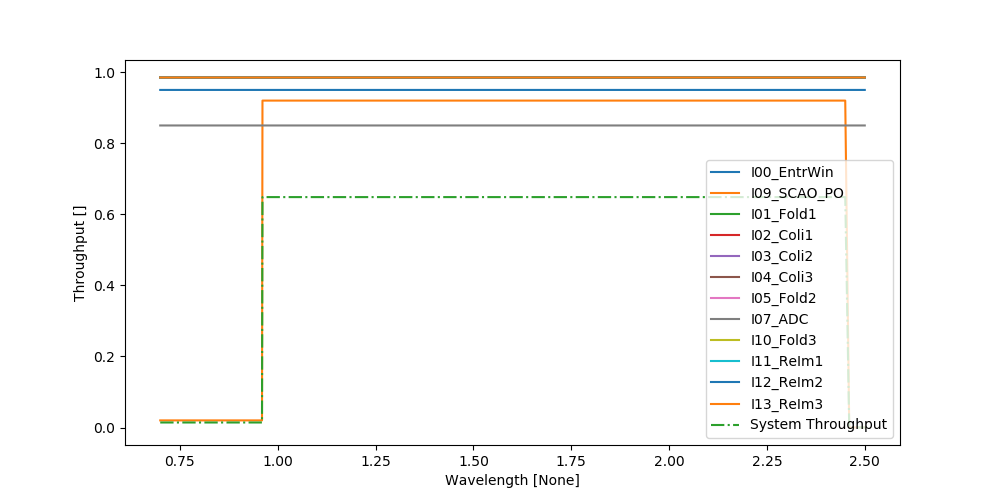 1.0
0.8
0.6
0.4
0.2
0.0
Throughput []
I00_EntrWin
I09_SCAO_PO
I01_Fold1
I02_Coli1
I03_Coli2
I04_Coli3
I05_Fold2
I07_ADC
I10_Fold3
I11_ReIm1
I12_ReIm2
I13_ReIm3
System Throughput
0.75 1.00 1.25 1.50 1.75 2.00 2.25 2.50
Wavelength [None]